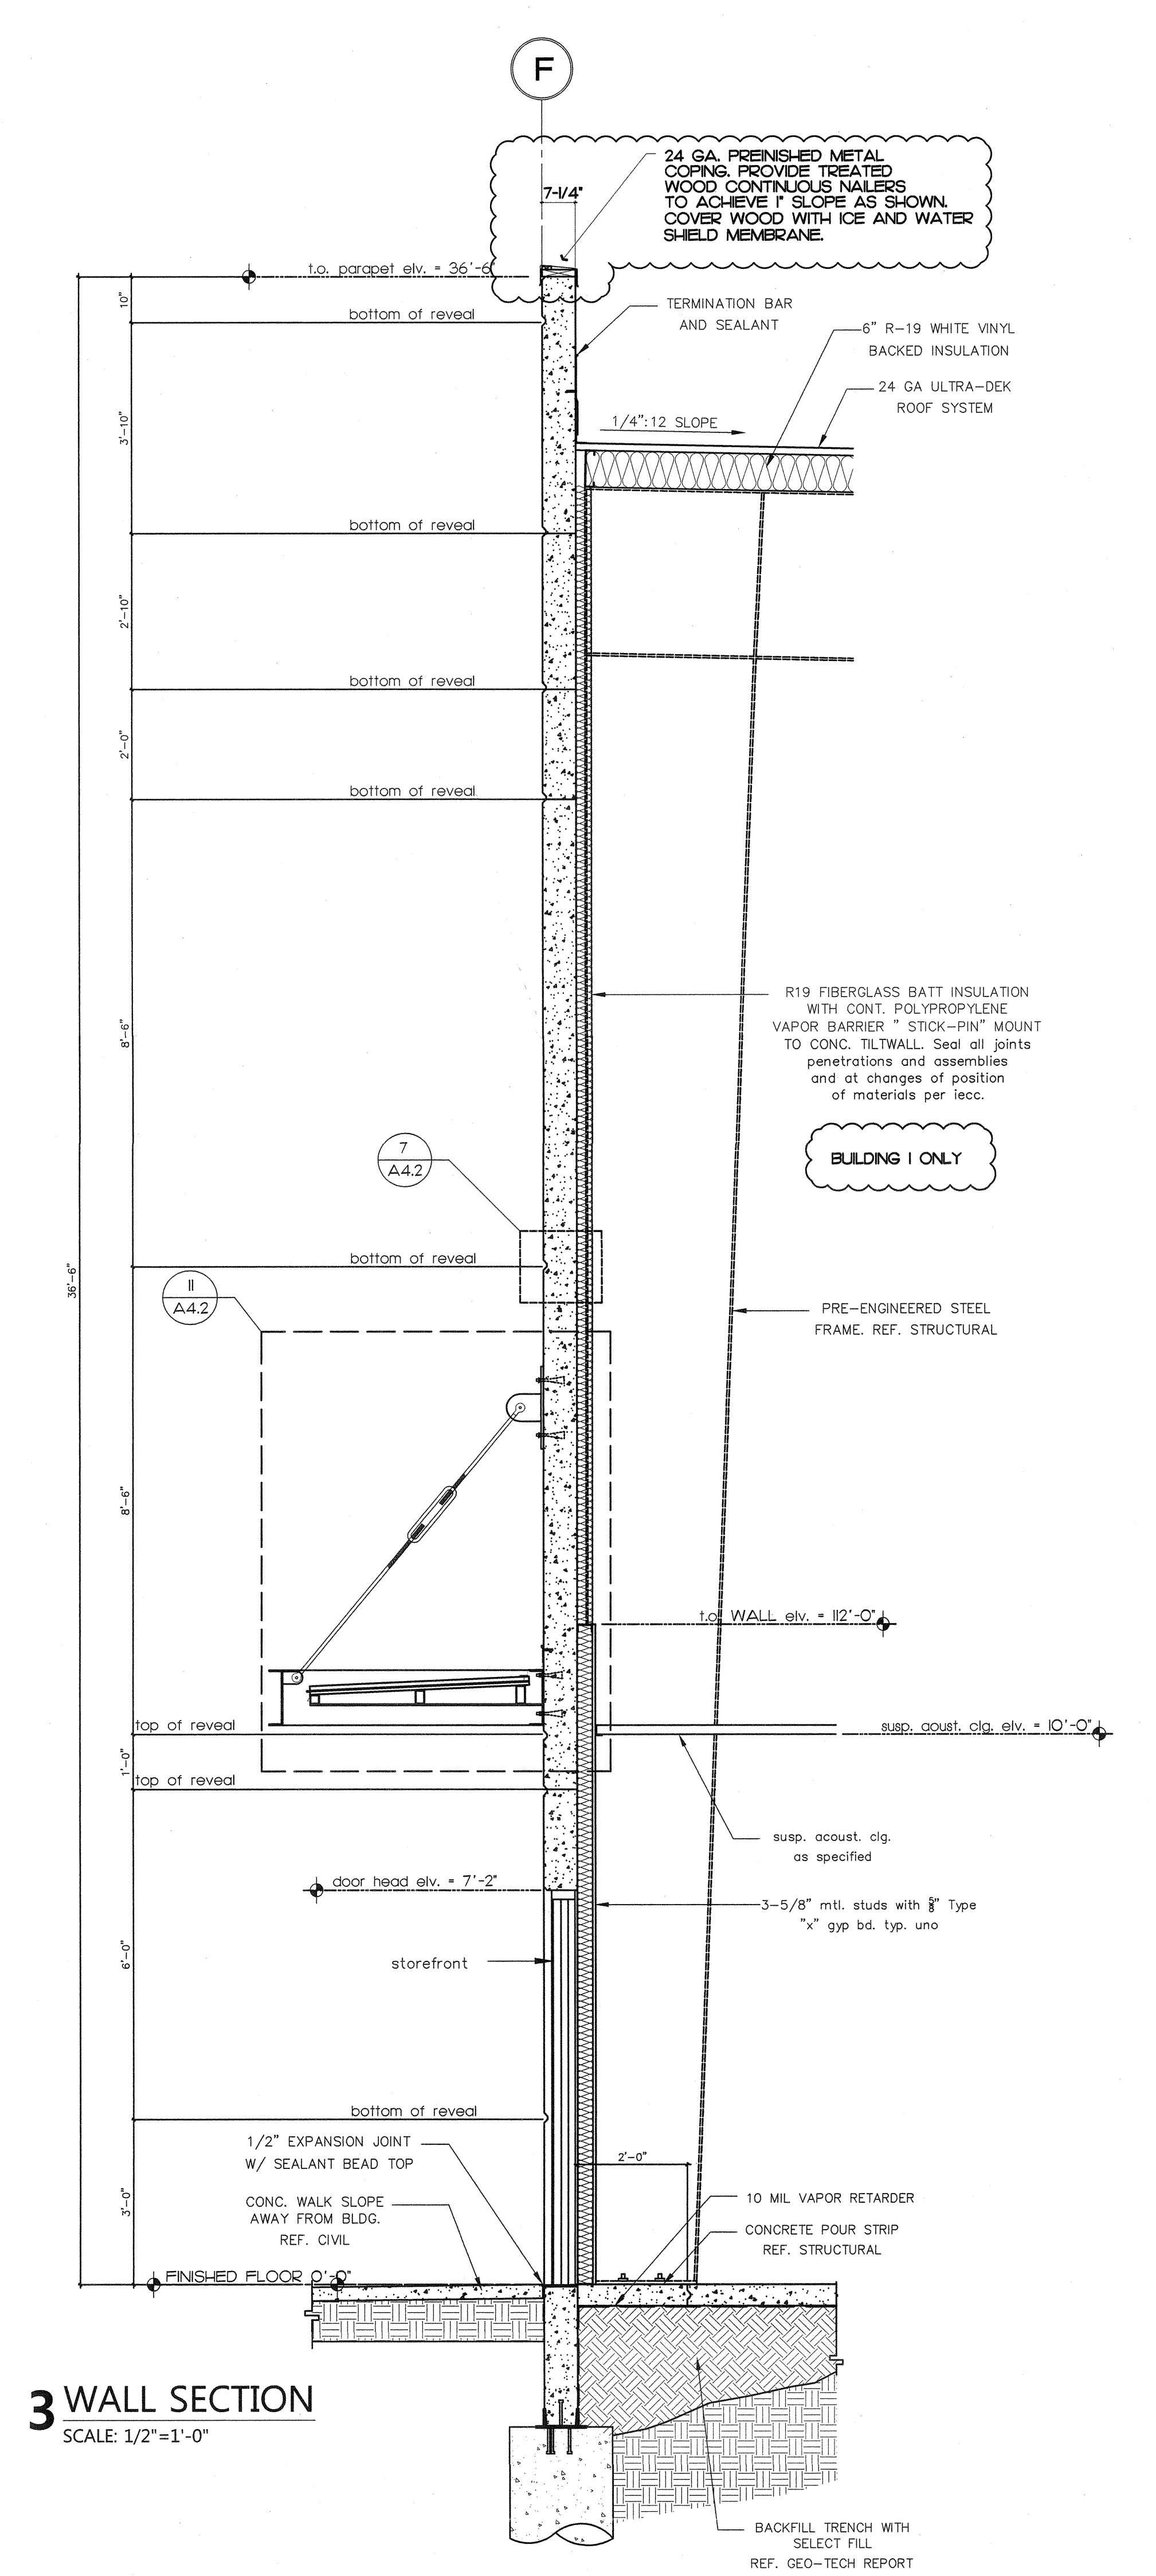 F
24 GA. PREINISHED METAL
COPING. PROVIDE TREATED
WOOD CONTINUOUS NAILERS
TO ACHIEVE 1" SLOPE AS SHOWN.
COVER WOOD WITH ICE AND WATER
SHIELD MEMBRANE.
7-1/4"
t.o. parapet elv. = 36'-6"
10"
bottom of reveal
TERMINATION BAR
AND SEALANT
6" R-19 WHITE VINYL
BACKED INSULATION
24 GA ULTRA-DEK
ROOF SYSTEM
1/4":12 SLOPE
3'-10"
bottom of reveal
2'-10"
bottom of reveal
2'-0"
bottom of reveal
8'-6"
R19 FIBERGLASS BATT INSULATION
WITH CONT. POLYPROPYLENE
VAPOR BARRIER " STICK-PIN" MOUNT
TO CONC. TILTWALL. Seal all joints
penetrations and assemblies
and at changes of position
of materials per iecc.
BUILDING 1 ONLY
7
A4.2
bottom of reveal
36'-6"
11
A4.2
PRE-ENGINEERED STEEL
FRAME. REF. STRUCTURAL
8'-6"
t.o. WALL elv. = 112'-0"
top of reveal
susp. aoust. clg. elv. = 10'-0"
1'-0"
top of reveal
susp. acoust. clg.
as specified
door head elv. = 7'-2"
3-5/8" mtl. studs with 5/8" Type
"x" gyp bd. typ. uno
6'-0"
storefront
bottom of reveal
1/2" EXPANSION JOINT
W/ SEALANT BEAD TOP
2'-0"
3'-0"
CONC. WALK SLOPE
AWAY FROM BLDG.
REF. CIVIL
10 MIL VAPOR RETARDER
CONCRETE POUR STRIP
REF. STRUCTURAL
FINISHED FLOOR 0'-0"
3 WALL SECTION
SCALE: 1/2"=1'-0"
BACKFILL TRENCH WITH
SELECT FILL
REF. GEO-TECH REPORT